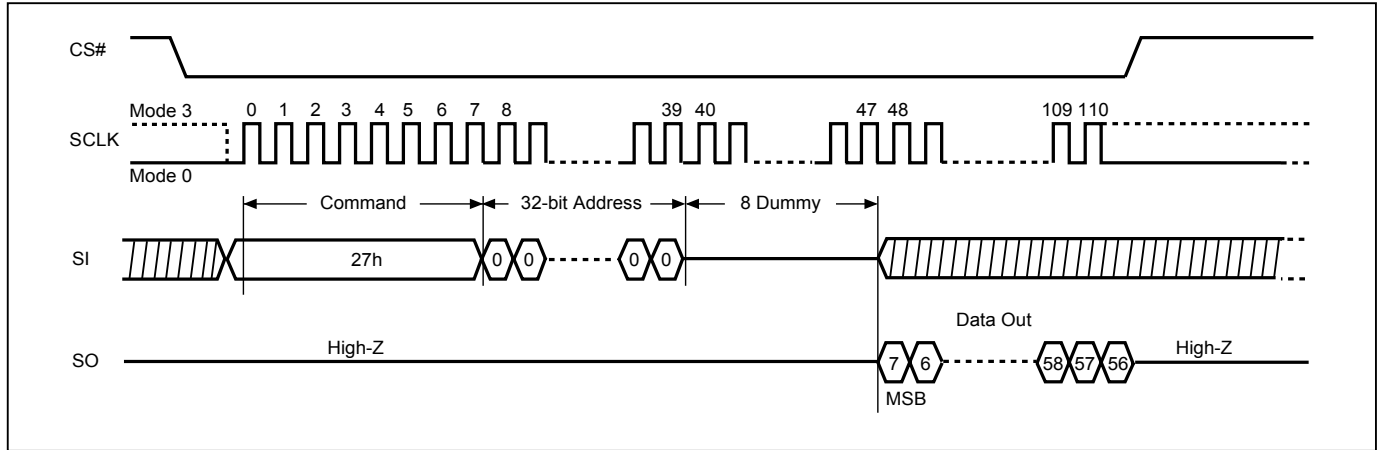 CS#
Mode 3
0 1 2 3 4 5 6 7 8 39 40 47 48 109 110
SCLK
Mode 0
Command 32-bit Address 8 Dummy
SI 27h 0 0 0 0
Data Out
SO High-Z 7 6 58 57 56 High-Z
MSB